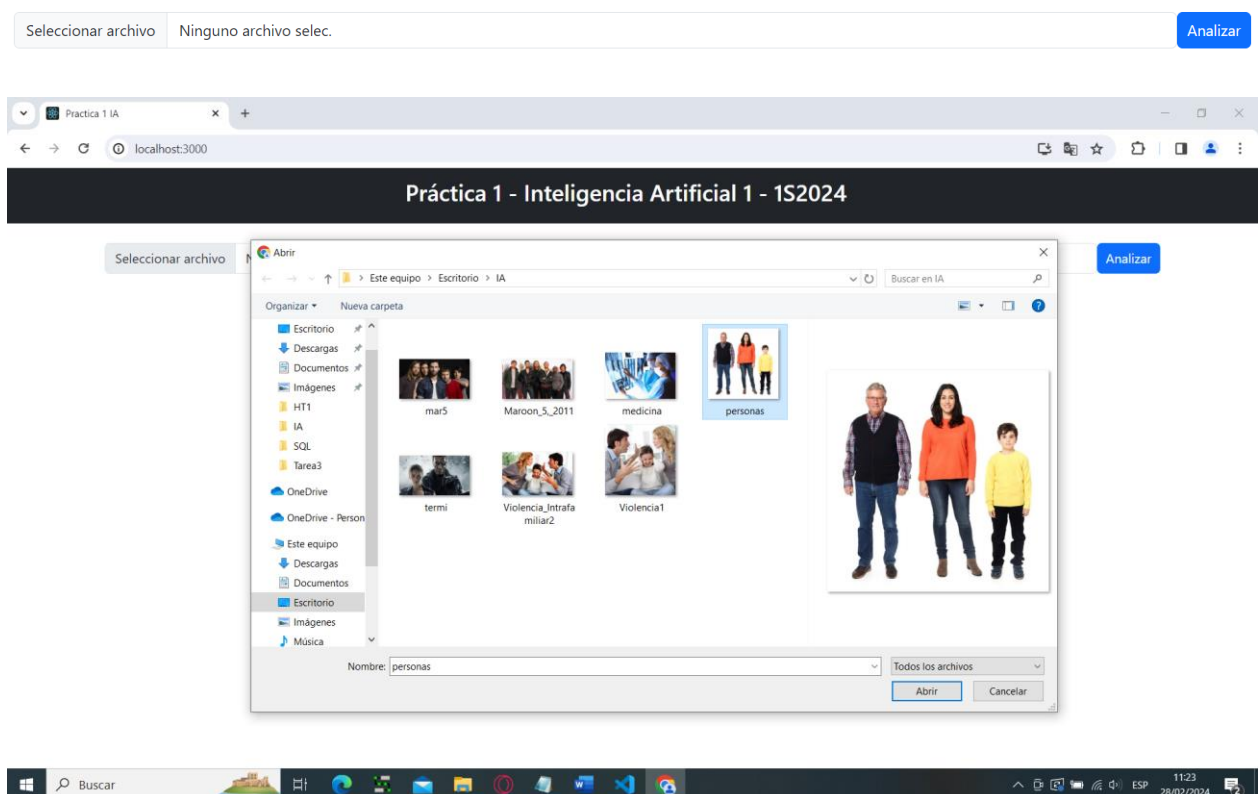 Seleccionar archivo Ninguno archivo selec. Analizar
Practica 1 IA
localhost:3000
Práctica 1 - Inteligencia Artificial 1 - 1S2024
Seleccionar archivo N Analizar
Abrir
Este equipo > Escritorio > IA Buscar en IA
Organizar Nueva carpeta
Escritorio
Descargas
Documentos
Imágenes
HT1
IA
SQL
Tarea3
OneDrive
OneDrive - Person
Este equipo
Descargas
Documentos
Escritorio
Imágenes
Música
mar5 Maroon_5,_2011 medicina personas
termi Violencia_Intrafa Violencia1
miliar2
Nombre: personas Todos los archivos
Abrir Cancelar
Buscar ESP 11:23
28/02/2024